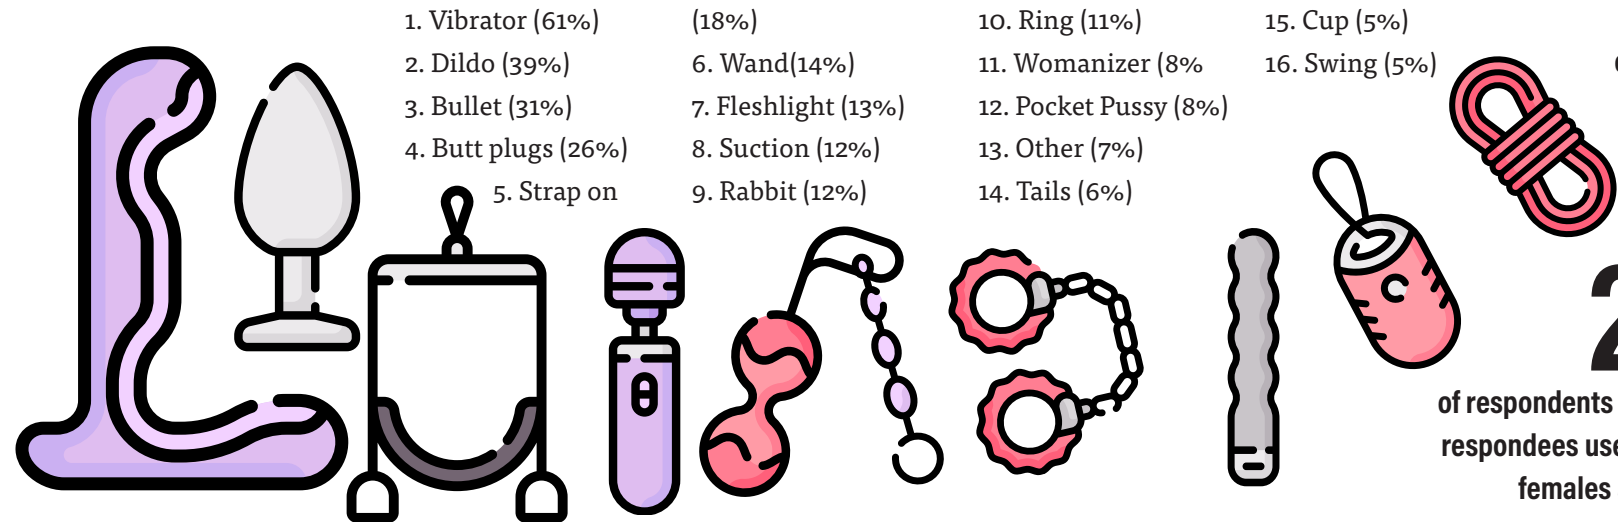 1. Vibrator (61%)
2. Dildo (39%)
3. Bullet (31%)
4. Butt plugs (26%)
5. Strap on
(18%)
6. Wand(14%)
7. Fleshlight (13%)
8. Suction (12%)
9. Rabbit (12%)
10. Ring (11%)
11. Womanizer (8%
12. Pocket Pussy (8%)
13. Other (7%)
14. Tails (6%)
15. Cup (5%)
16. Swing (5%)
2
of respondents
respondees use
females